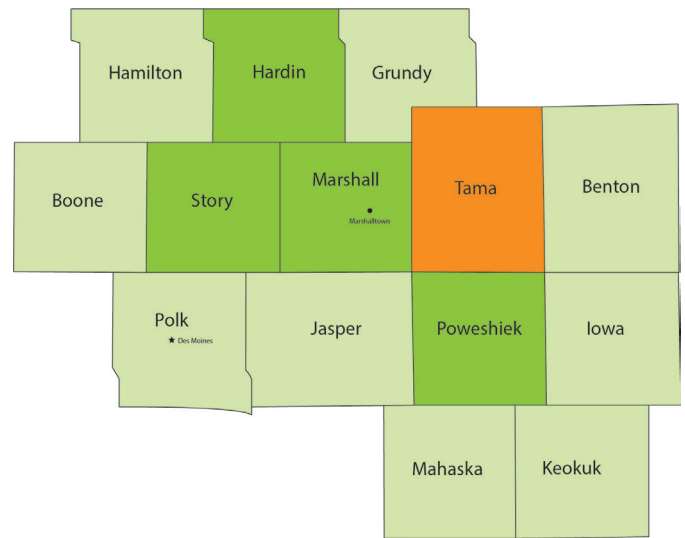 Hamilton
Hardin
Grundy
Boone
Story
Marshall
Marshalltown
Tama
Benton
Polk
Des Moines
Jasper
Poweshiek
Iowa
Mahaska
Keokuk